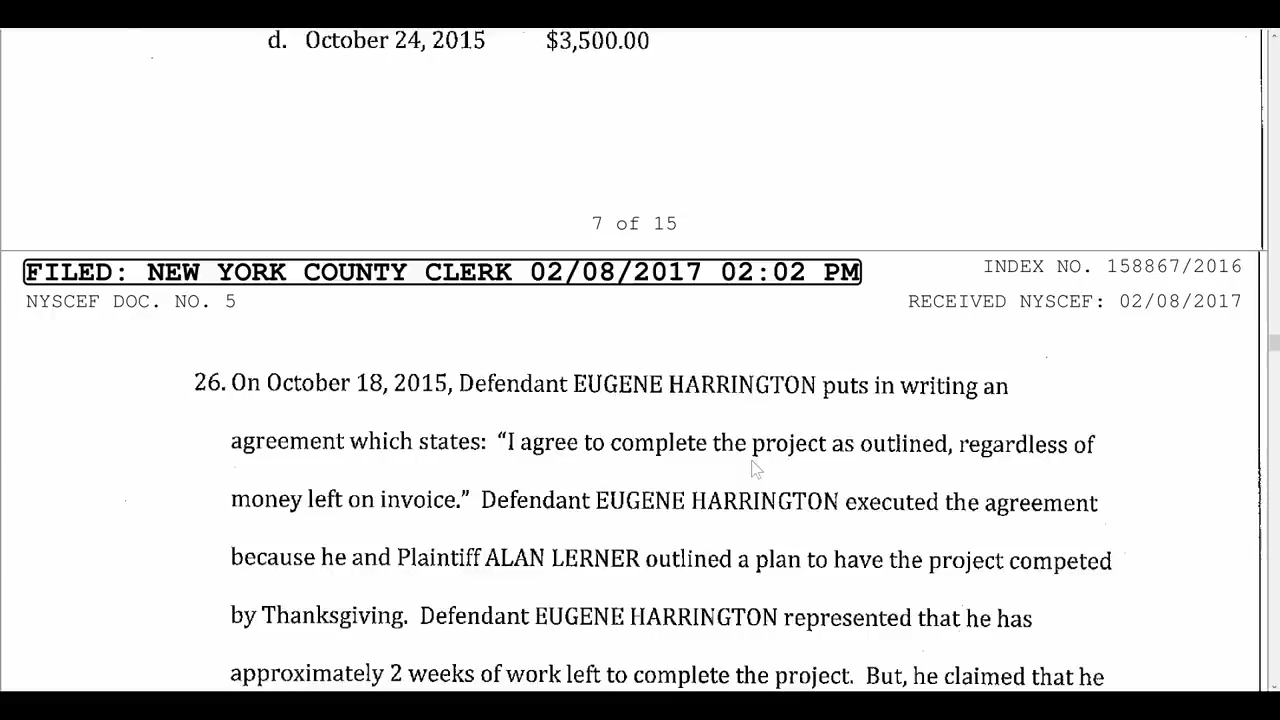 d. October 24, 2015 $3,500.00
7 of 15
FILED: NEW YORK COUNTY CLERK 02/08/2017 02:02 PM
INDEX NO. 158867/2016
NYSCEF DOC. NO. 5
RECEIVED NYSCEF: 02/08/2017
26. On October 18, 2015, Defendant EUGENE HARRINGTON puts in writing an
agreement which states: “I agree to complete the project as outlined, regardless of
money left on invoice.” Defendant EUGENE HARRINGTON executed the agreement
because he and Plaintiff ALAN LERNER outlined a plan to have the project competed
by Thanksgiving. Defendant EUGENE HARRINGTON represented that he has
approximately 2 weeks of work left to complete the project. But, he claimed that he